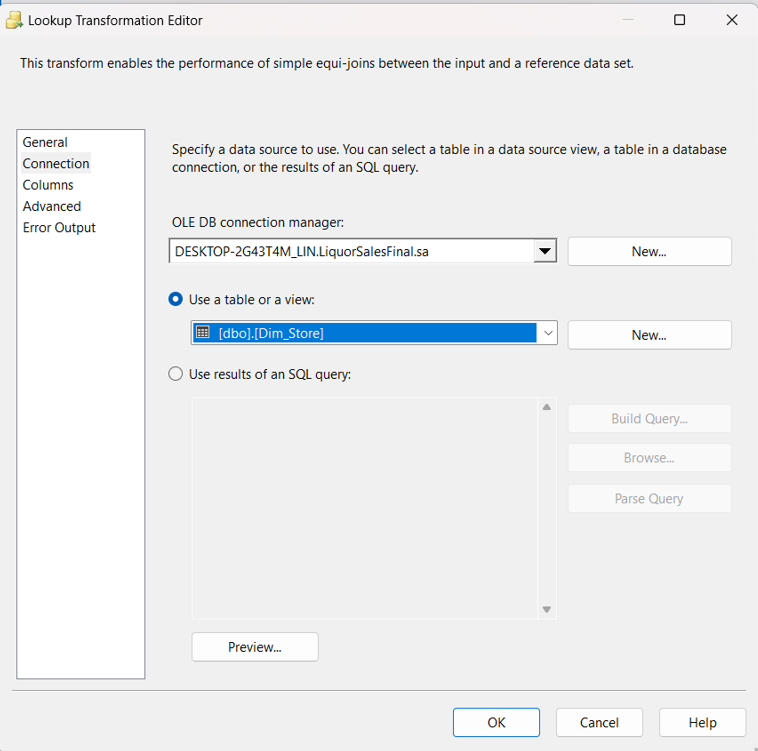 Lookup Transformation Editor
This transform enables the performance of simple equi-joins between the input and a reference data set.
General
Connection
Columns
Advanced
Error Output
Specify a data source to use. You can select a table in a data source view, a table in a database
connection, or the results of an SQL query.
OLE DB connection manager:
DESKTOP-2G43T4M_LIN.LiquorSalesFinal.sa
New...
Use a table or a view:
[dbo].[Dim_Store]
New...
Use results of an SQL query:
Build Query...
Browse...
Parse Query
Preview...
OK
Cancel
Help